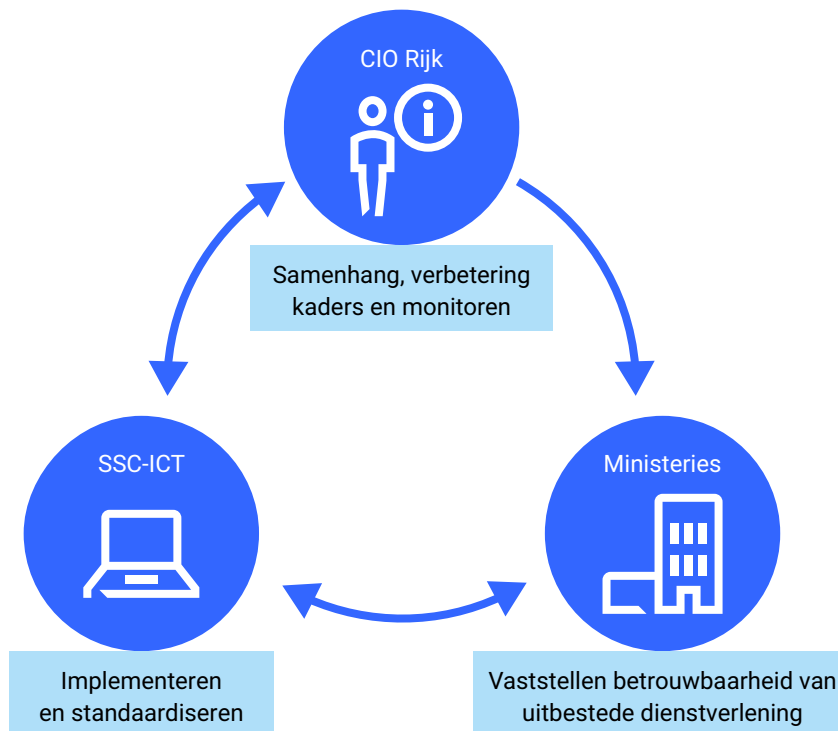 CIO Rijk
i
Samenhang, verbetering
kaders en monitoren
SSC-ICT
Ministeries
Implementeren
en standaardiseren
Vaststellen betrouwbaarheid van
uitbestede dienstverlening